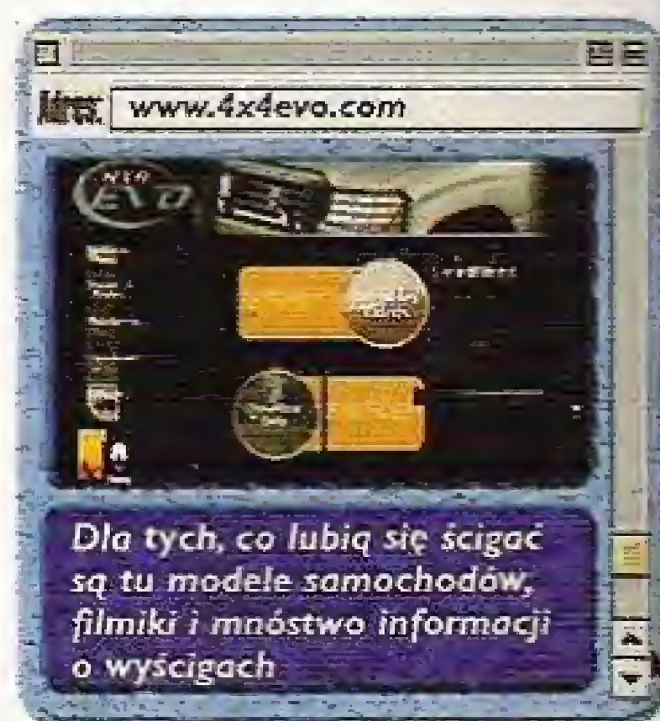 Adres:
www.4x4evo.com
4X4
EVO
Dla tych, co lubią się ścigać
są tu modele samochodów,
filmiki i mnóstwo informacji
o wyścigach